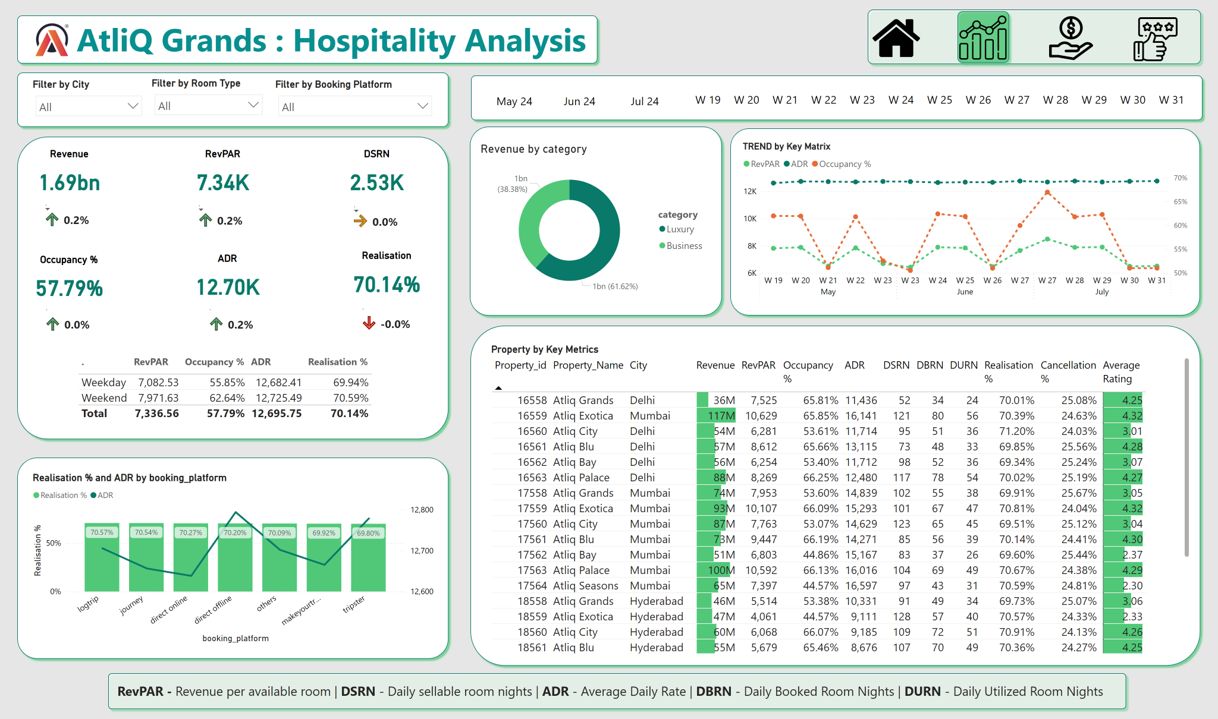 AtliQ Grands : Hospitality Analysis
Filter by City
Filter by Room Type
Filter by Booking Platform
All
All
All
May 24 Jun 24 Jul 24 W 19 W 20 W 21 W 22 W 23 W 24 W 25 W 26 W 27 W 28 W 29 W 30 W 31
Revenue RevPAR DSRN
1.69bn 7.34K 2.53K
0.2% 0.2% 0.0%
Occupancy % ADR Realisation
57.79% 12.70K 70.14%
0.0% 0.2% -0.0%
. RevPAR Occupancy % ADR Realisation %
Weekday 7,082.53 55.85% 12,682.41 69.94%
Weekend 7,971.63 62.64% 12,725.49 70.59%
Total 7,336.56 57.79% 12,695.75 70.14%
Revenue by category
1bn
(38.38%)
category
Luxury
Business
1bn (61.62%)
TREND by Key Matrix
RevPAR ADR Occupancy %
12K
10K
8K
6K
70%
65%
60%
55%
50%
W 19 W 20 W 21 W 22 W 23 W 23 W 24 W 25 W 26 W 27 W 28 W 29 W 30 W 31
May June July
Realisation % and ADR by booking_platform
Realisation % ADR
Realisation %
50%
0%
70.57% 70.54% 70.27% 70.20% 70.09% 69.92% 69.80%
12,800
12,700
12,600
logtrip journey direct online direct offline others makeyourtr... tripster
booking_platform
Property by Key Metrics
Property_id Property_Name City Revenue RevPAR Occupancy % ADR DSRN DBRN DURN Realisation % Cancellation % Average Rating
16558 Atliq Grands Delhi 36M 7,525 65.81% 11,436 52 34 24 70.01% 25.08% 4.25
16559 Atliq Exotica Mumbai 117M 10,629 65.85% 16,141 121 80 56 70.39% 24.63% 4.32
16560 Atliq City Delhi 54M 6,281 53.61% 11,714 95 51 36 71.20% 24.03% 3.01
16561 Atliq Blu Delhi 57M 8,612 65.66% 13,115 73 48 33 69.85% 25.56% 4.28
16562 Atliq Bay Delhi 56M 6,254 53.40% 11,712 98 52 36 69.34% 25.24% 3.07
16563 Atliq Palace Delhi 88M 8,269 66.25% 12,480 117 78 54 70.02% 25.19% 4.27
17558 Atliq Grands Mumbai 74M 7,953 53.60% 14,839 102 55 38 69.91% 25.67% 3.05
17559 Atliq Exotica Mumbai 93M 10,107 66.09% 15,293 101 67 47 70.81% 24.04% 4.32
17560 Atliq City Mumbai 87M 7,763 53.07% 14,629 123 65 45 69.51% 25.12% 3.04
17561 Atliq Blu Mumbai 73M 9,447 66.19% 14,271 85 56 39 70.14% 24.41% 4.30
17562 Atliq Bay Mumbai 51M 6,803 44.86% 15,167 83 37 26 69.60% 25.44% 2.37
17563 Atliq Palace Mumbai 100M 10,592 66.13% 16,016 104 69 49 70.67% 24.38% 4.29
17564 Atliq Seasons Mumbai 65M 7,397 44.57% 16,597 97 43 31 70.59% 24.81% 2.30
18558 Atliq Grands Hyderabad 46M 5,514 53.38% 10,331 91 49 34 69.73% 25.07% 3.06
18559 Atliq Exotica Hyderabad 47M 4,061 44.57% 9,111 128 57 40 70.57% 24.33% 2.33
18560 Atliq City Hyderabad 60M 6,068 66.07% 9,185 109 72 51 70.91% 24.13% 4.26
18561 Atliq Blu Hyderabad 55M 5,679 65.46% 8,676 107 70 49 70.36% 24.27% 4.25
RevPAR - Revenue per available room | DSRN - Daily sellable room nights | ADR - Average Daily Rate | DBRN - Daily Booked Room Nights | DURN - Daily Utilized Room Nights